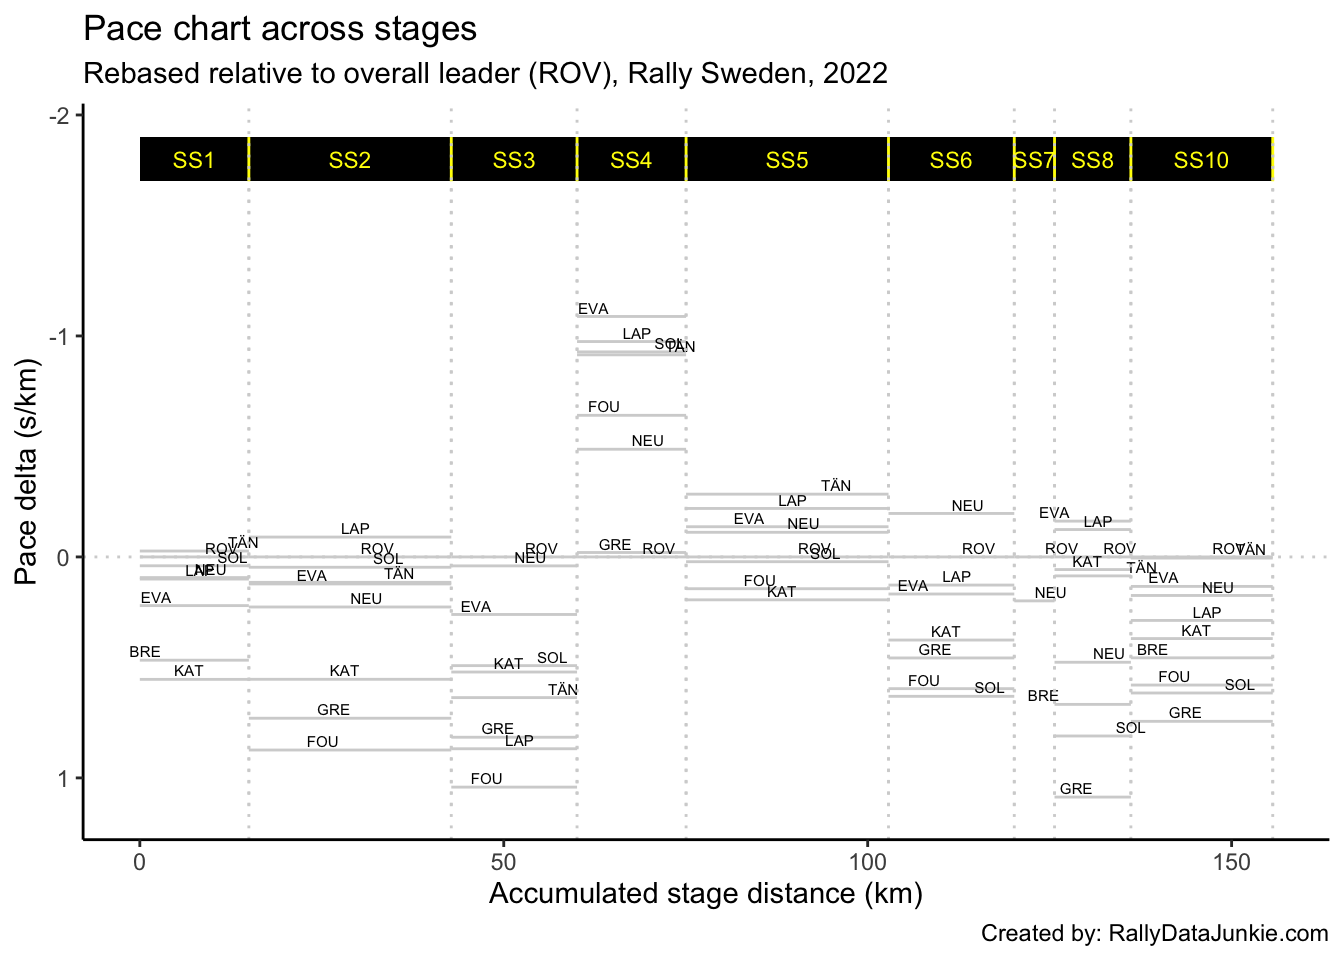 Pace chart across stages
Rebased relative to overall leader (ROV), Rally Sweden, 2022
-2
SS1 SS2 SS3 SS4 SS5 SS6 SS7 SS8 SS10
EVA
-1
LAP
SOL TÄN
FOU
NEU
TÄN
LAP
NEU
EVA
EVA NEU
LAP
LAP
TÄN
ROV ROV ROV GRE ROV ROV ROV ROV ROV ROV TÄN
0
SOL SOL NEU SOL
KAT
LAP NEU EVA TÄN FOU LAP TÄN
EVA
KAT EVA NEU
EVA NEU EVA NEU
LAP
KAT KAT
BRE SOL GRE BRE
KAT KAT KAT NEU
TÄN FOU SOL FOU SOL
BRE
GRE GRE SOL GRE
FOU LAP
FOU GRE
1
Pace delta (s/km)
0 50 100 150
Accumulated stage distance (km)
Created by: RallyDataJunkie.com